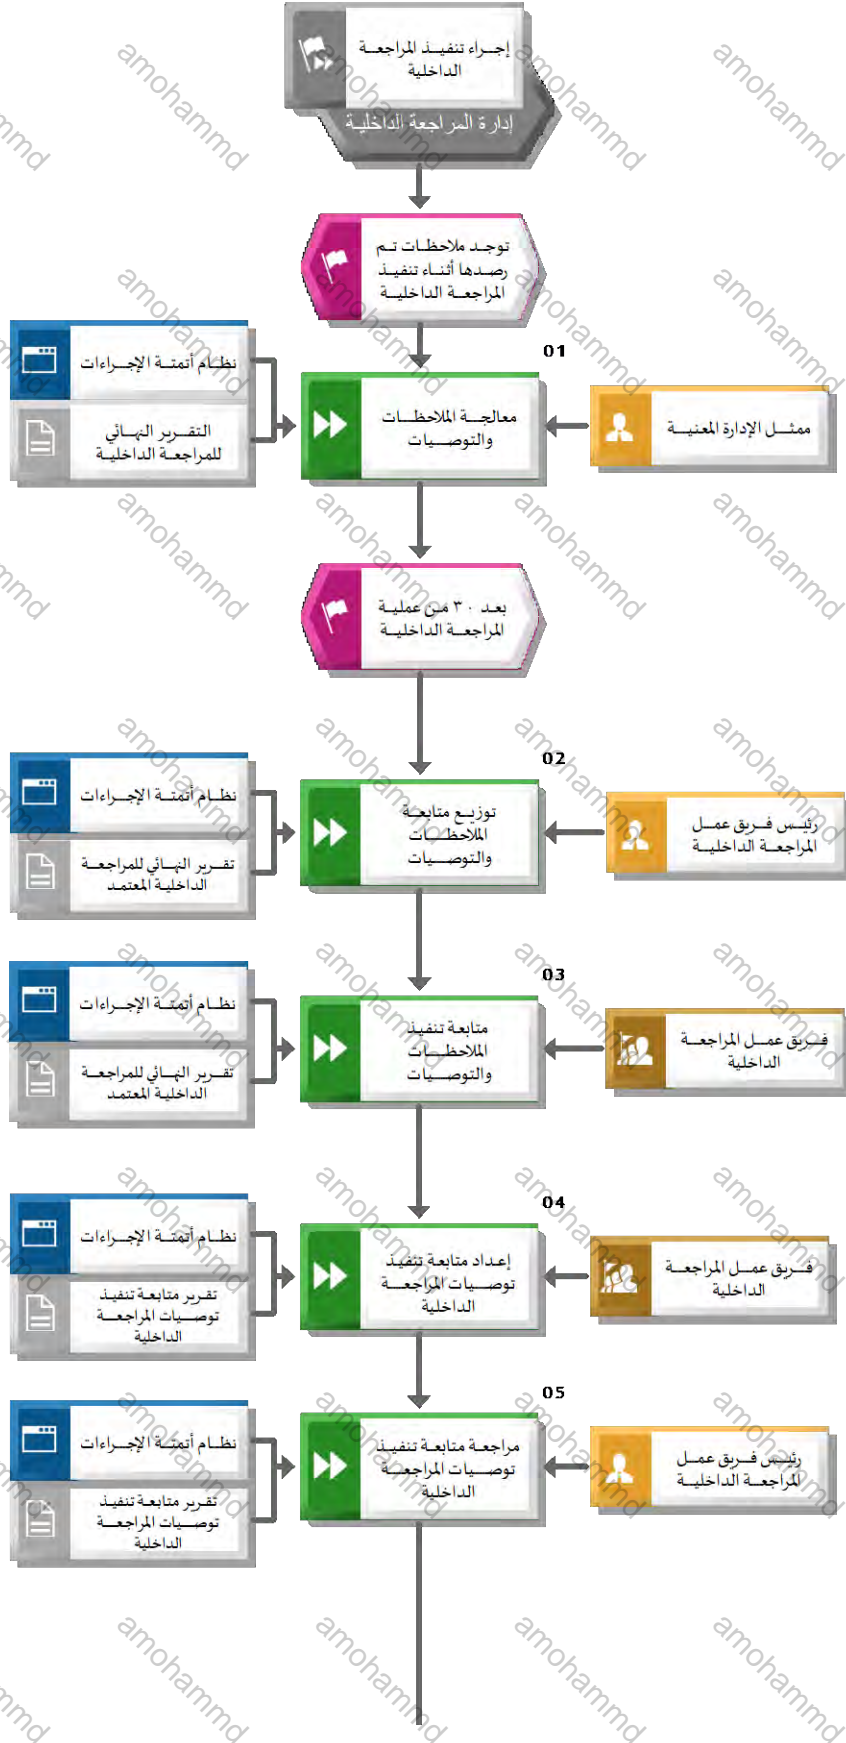 إجراء تنفيذ المراجعة
الداخلية
إدارة المراجعة الداخلية
توجد ملاحظات تم
رصدها أثناء تنفيذ
المراجعة الداخلية
01
ممثل الإدارة المعنية
معالجة الملاحظات
والتوصيات
نظام أتمتة الإجراءات
التقرير النهائي
للمراجعة الداخلية
بعد ٣٠ من عملية
المراجعة الداخلية
02
رئيس فريق عمل
المراجعة الداخلية
توزيع متابعة
الملاحظات
والتوصيات
نظام أتمتة الإجراءات
تقرير النهائي للمراجعة
الداخلية المعتمد
03
فريق عمل المراجعة
الداخلية
متابعة تنفيذ
الملاحظات
والتوصيات
نظام أتمتة الإجراءات
تقرير النهائي للمراجعة
الداخلية المعتمد
04
فريق عمل المراجعة
الداخلية
إعداد متابعة تنفيذ
توصيات المراجعة
الداخلية
نظام أتمتة الإجراءات
تقرير متابعة تنفيذ
توصيات المراجعة
الداخلية
05
رئيس فريق عمل
المراجعة الداخلية
مراجعة متابعة تنفيذ
توصيات المراجعة
الداخلية
نظام أتمتة الإجراءات
تقرير متابعة تنفيذ
توصيات المراجعة
الداخلية
amohammd